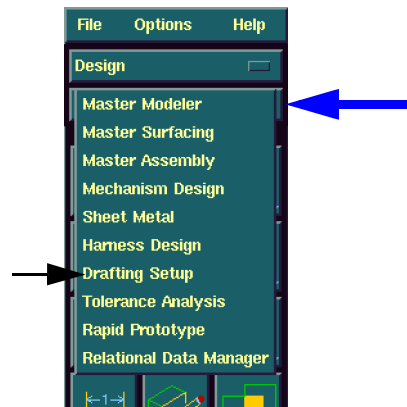 File Options Help
Design
Master Modeler
Master Surfacing
Master Assembly
Mechanism Design
Sheet Metal
Harness Design
Drafting Setup
Tolerance Analysis
Rapid Prototype
Relational Data Manager
1